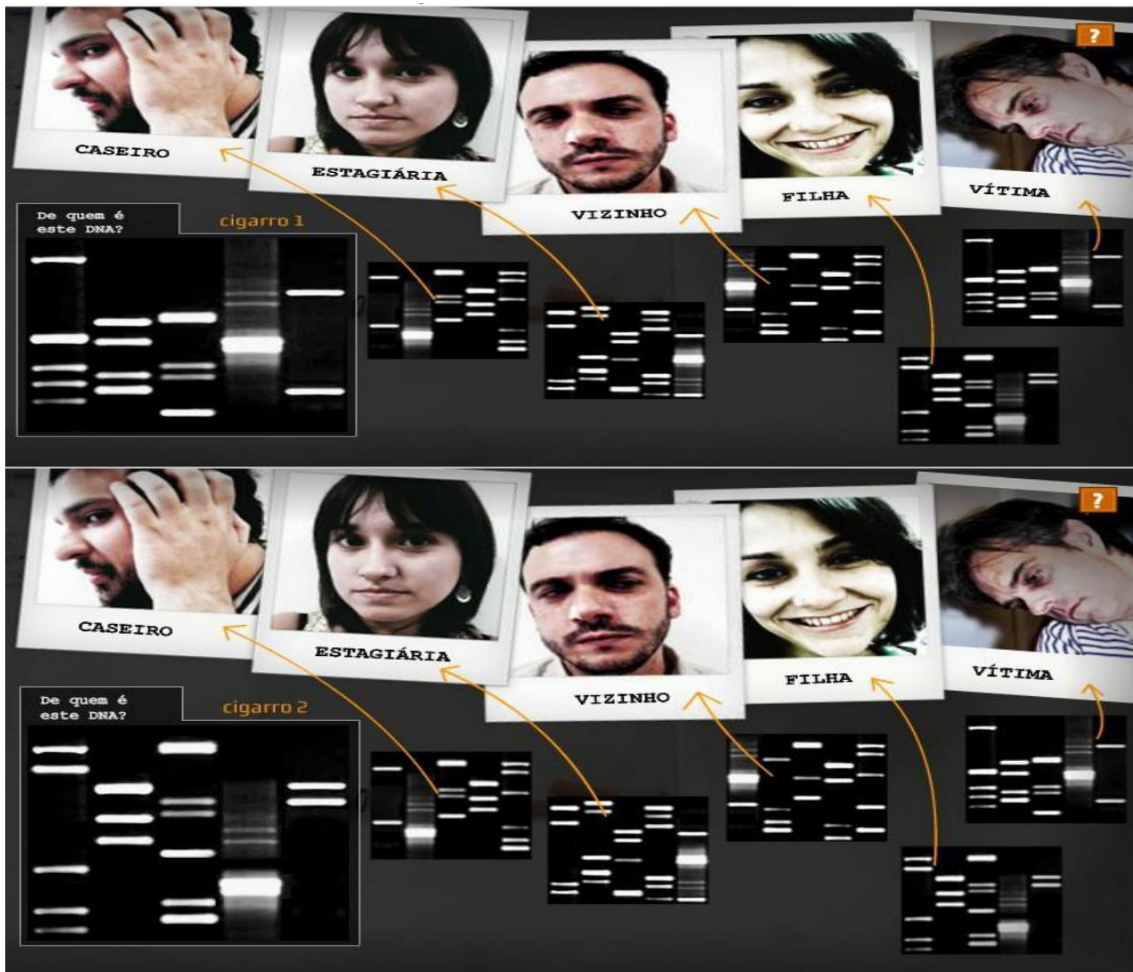 ?
CASEIRO
ESTAGIÁRIA
VIZINHO
FILHA
VÍTIMA
De quem é
este DNA?
cigarro 1
?
CASEIRO
ESTAGIÁRIA
VIZINHO
FILHA
VÍTIMA
De quem é
este DNA?
cigarro 2